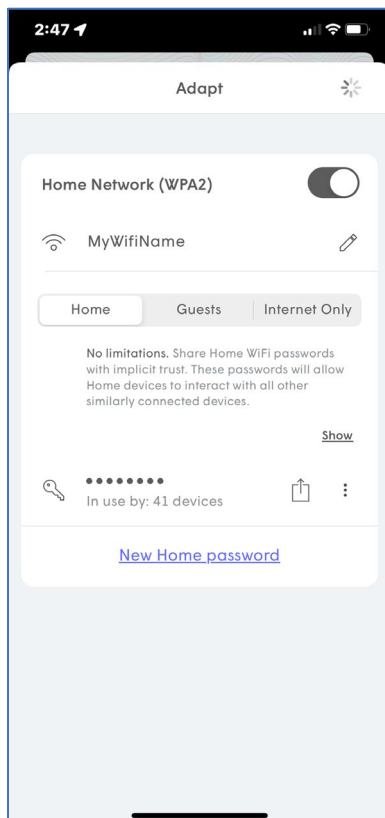 2:47
Adapt
Home Network (WPA2)
MyWifiName
Home Guests Internet Only
No limitations. Share Home WiFi passwords
with implicit trust. These passwords will allow
Home devices to interact with all other
similarly connected devices.
Show
••••••••
In use by: 41 devices
New Home password